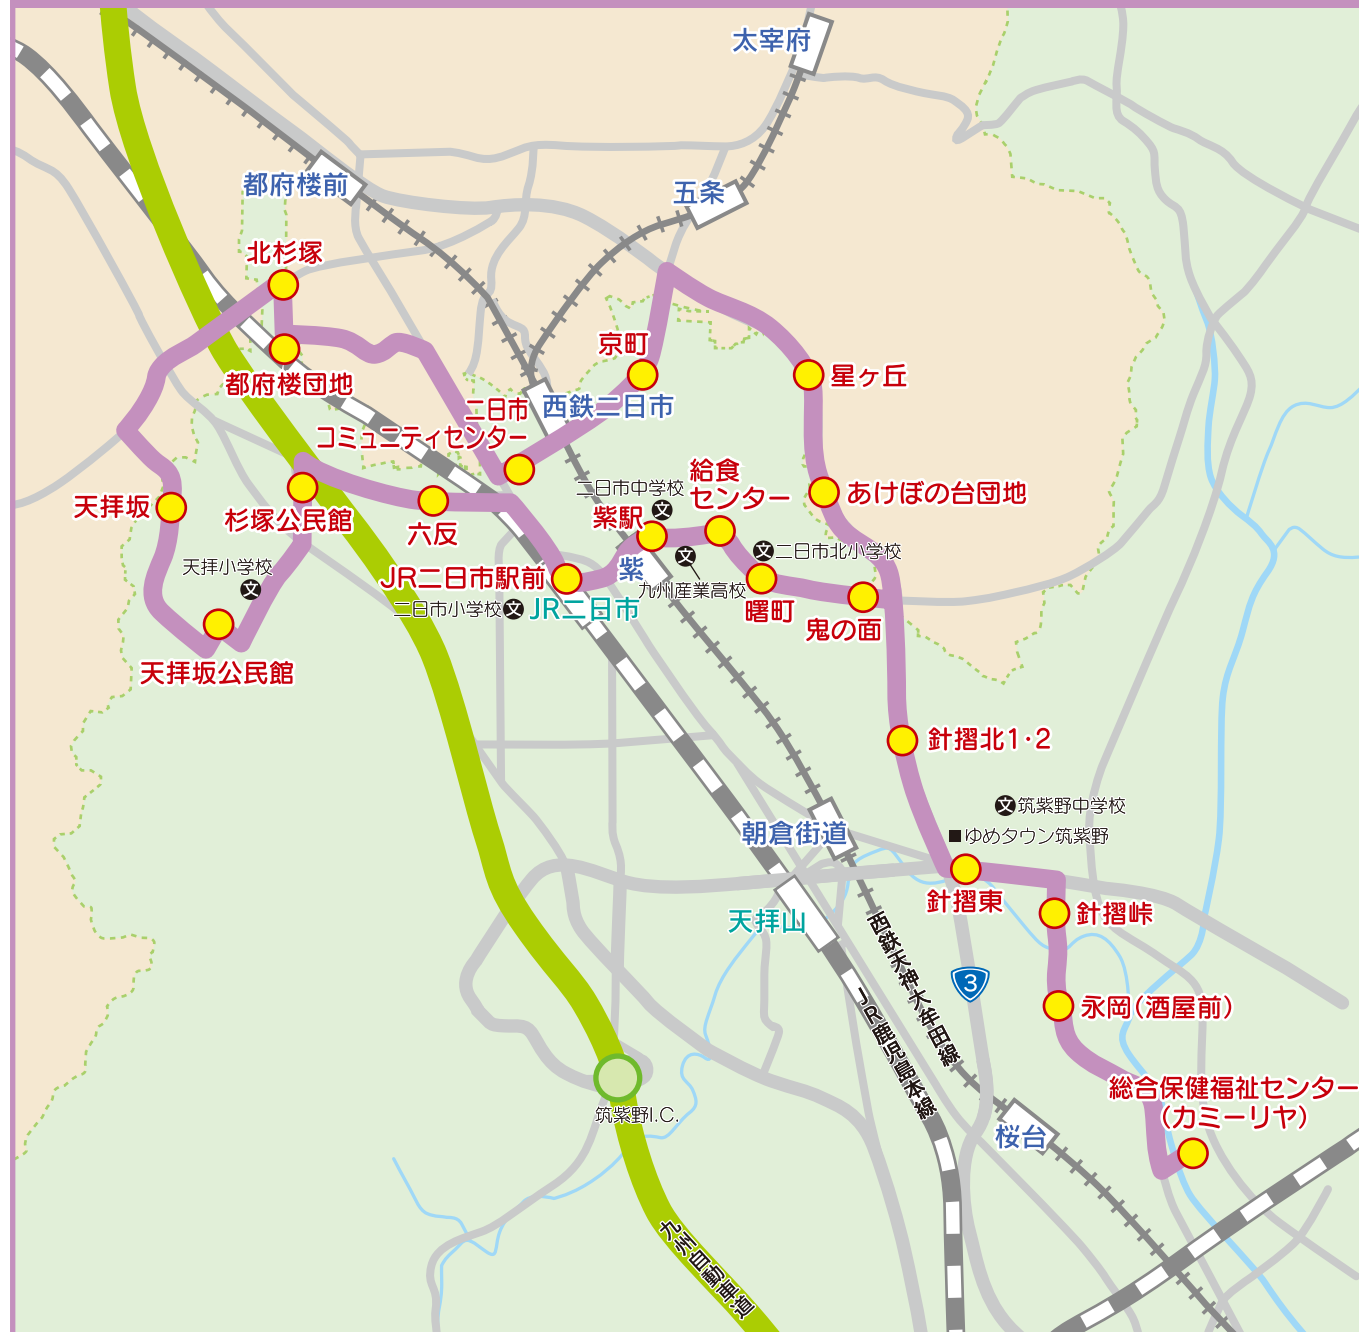 太宰府
都府楼前
五条
北杉塚
京町
都府楼団地
星ヶ丘
二日市
コミュニティセンター
西鉄二日市
給食
センター
二日市中学校
文
あけぼの台団地
天拝坂
杉塚公民館
六反
紫駅
天拝小学校
文
JR二日市駅前
紫
文
九州産業高校
文
二日市北小学校
曙町
鬼の面
二日市小学校
文
JR二日市
天拝坂公民館
針摺北1・2
文
筑紫野中学校
ゆめタウン筑紫野
朝倉街道
針摺東
針摺峠
天拝山
西鉄天神大牟田線
3
永岡(酒屋前)
JR鹿児島本線
総合保健福祉センター
(カミーリヤ)
筑紫野I.C.
桜台
九州自動車道